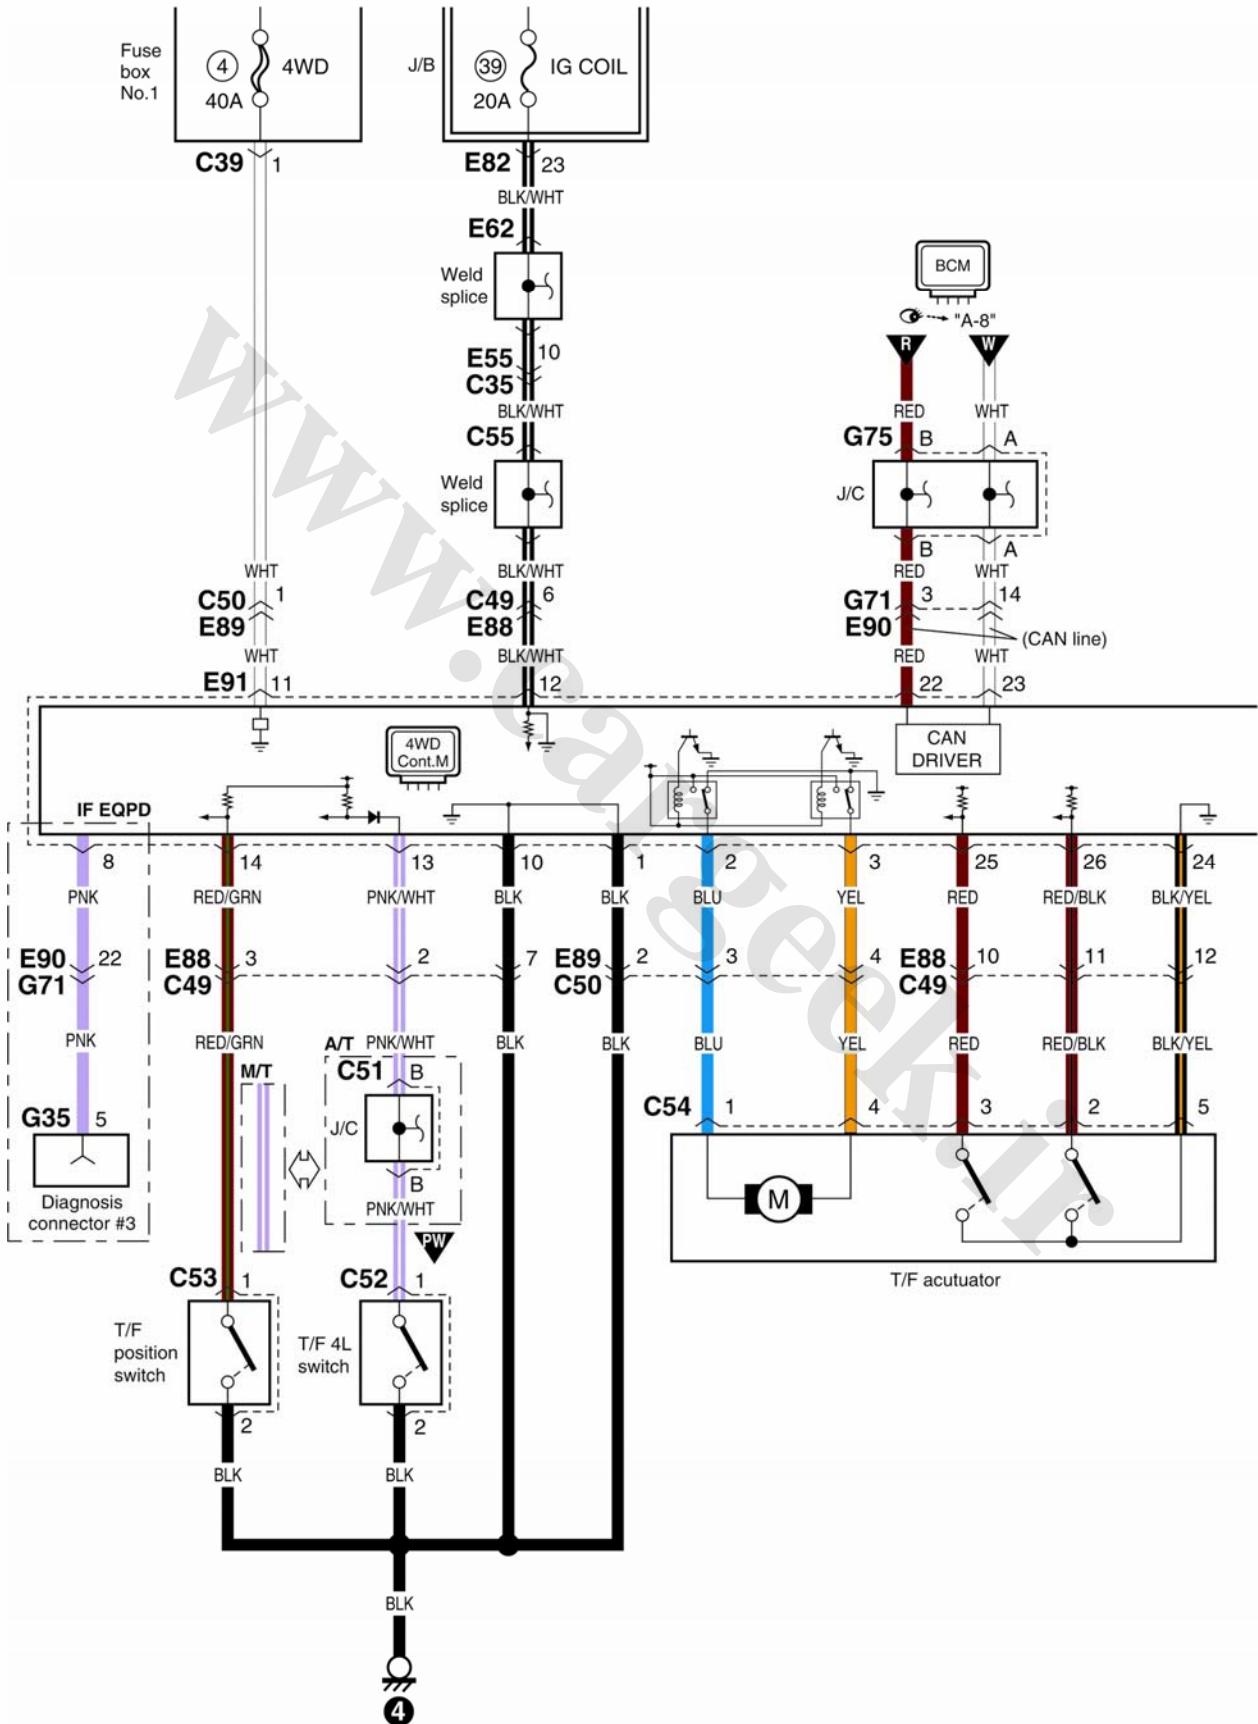 Fuse
box
No.1
4
40A
4WD
J/B
39
20A
IG COIL
C39
1
E82
23
BLK/WHT
E62
Weld
splice
BCM
"A-8"
R
W
E55
10
C35
BLK/WHT
RED
WHT
C55
G75
B
A
Weld
splice
J/C
B
A
WHT
BLK/WHT
RED
WHT
C50
1
C49
6
G71
3
14
E89
E88
E90
(CAN line)
WHT
BLK/WHT
RED
WHT
E91
11
12
22
23
4WD
Cont.M
CAN
DRIVER
IF EQPD
8
14
13
10
1
2
3
25
26
24
PNK
RED/GRN
PNK/WHT
BLK
BLK
BLU
YEL
RED
RED/BLK
BLK/YEL
E90
22
E88
3
2
7
E89
2
3
4
E88
10
11
12
G71
C49
C50
C49
PNK
RED/GRN
A/T
PNK/WHT
BLK
BLK
BLU
YEL
RED
RED/BLK
BLK/YEL
M/T
C51
B
G35
5
J/C
C54
1
4
3
2
5
B
M
Diagnosis
connector #3
PNK/WHT
PW
T/F acutuator
C53
1
C52
1
T/F
position
switch
T/F 4L
switch
2
2
BLK
BLK
BLK
4
www.cargeek.ir